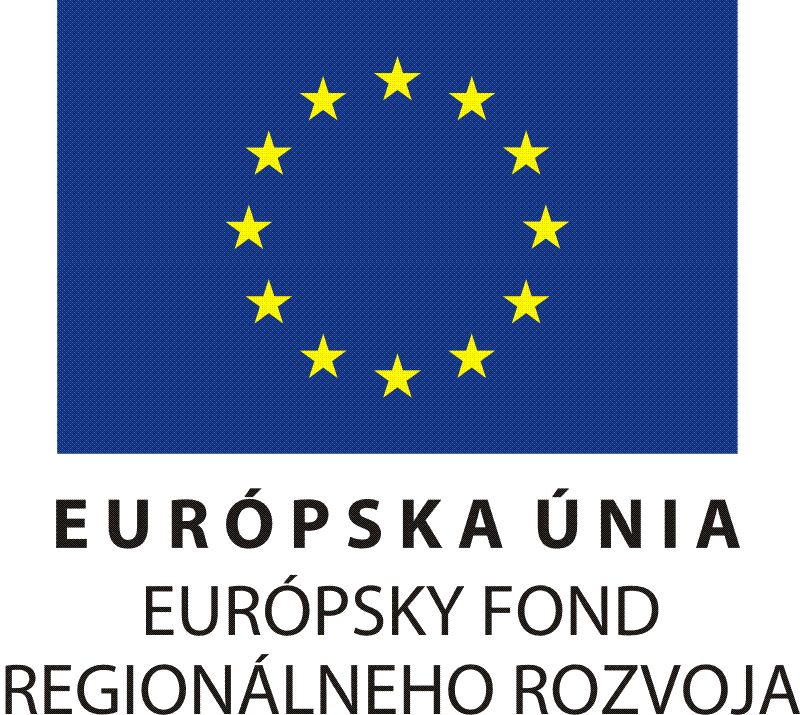 EURÓPSKA ÚNIA
EURÓPSKY FOND
REGIONÁLNEHO ROZVOJA